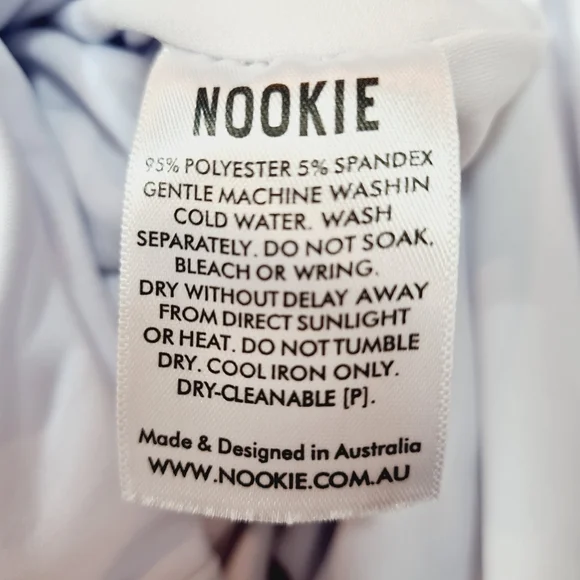 NOOKIE
95% POLYESTER 5% SPANDEX
GENTLE MACHINE WASHIN
COLD WATER. WASH
SEPARATELY. DO NOT SOAK,
BLEACH OR WRING.
DRY WITHOUT DELAY AWAY
FROM DIRECT SUNLIGHT
OR HEAT. DO NOT TUMBLE
DRY. COOL IRON ONLY.
DRY-CLEANABLE [P].
Made & Designed in Australia
WWW.NOOKIE.COM.AU